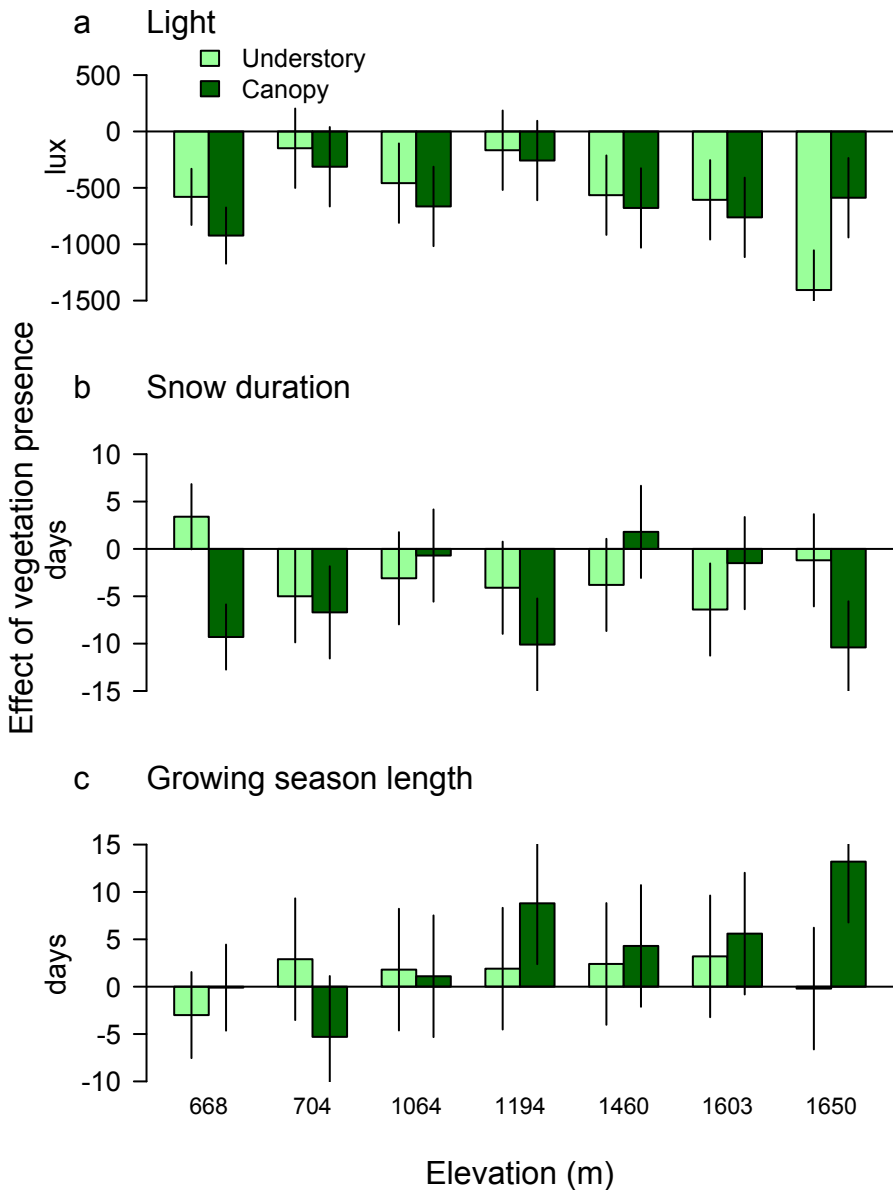 a Light
Understory
Canopy
500
0
-500
-1000
-1500
lux
b Snow duration
10
5
0
-5
-10
-15
days
Effect of vegetation presence
c Growing season length
15
10
5
0
-5
-10
days
668 704 1064 1194 1460 1603 1650
Elevation (m)